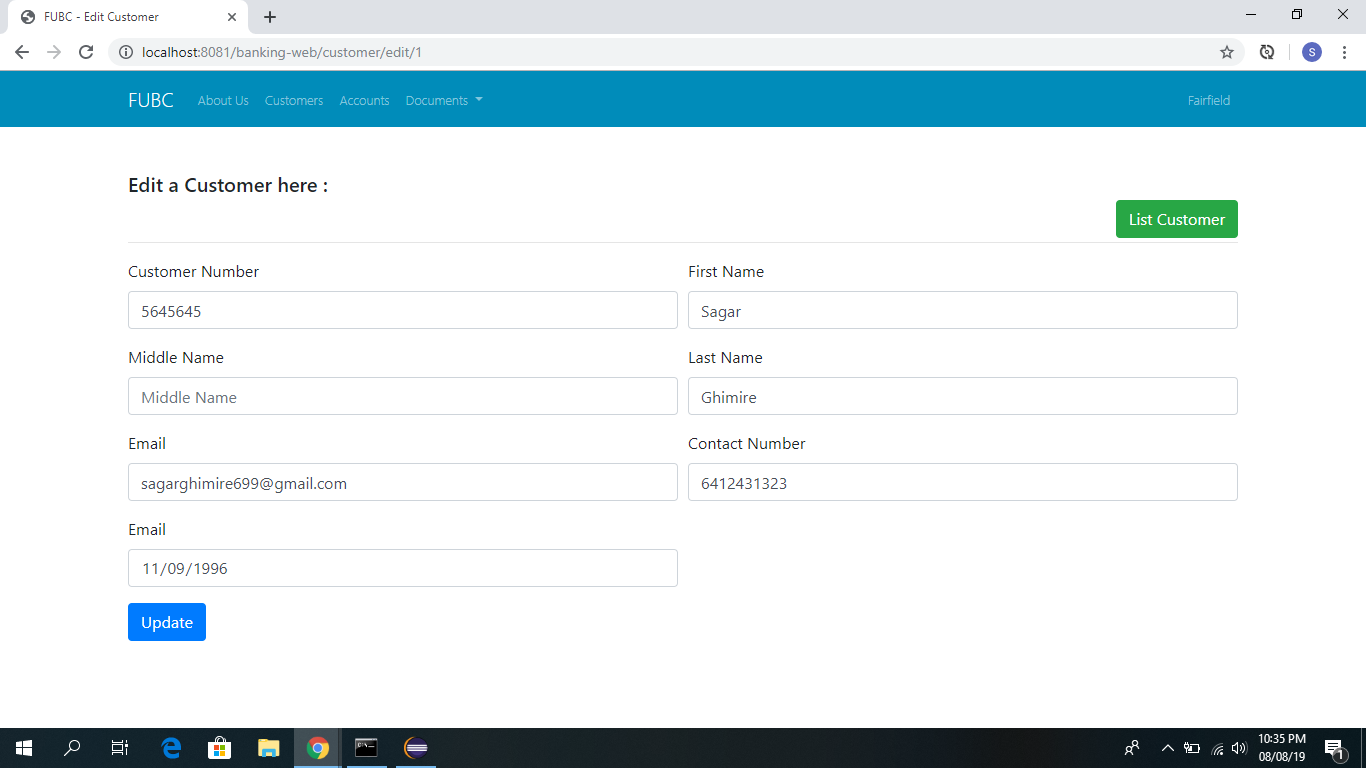 FUBC - Edit Customer
localhost:8081/banking-web/customer/edit/1
S
FUBC About Us Customers Accounts Documents Fairfield
Edit a Customer here :
List Customer
Customer Number First Name
5645645 Sagar
Middle Name Last Name
Middle Name Ghimire
Email Contact Number
sagarghimire699@gmail.com 6412431323
Email
11/09/1996
Update
10:35 PM
08/08/19
1